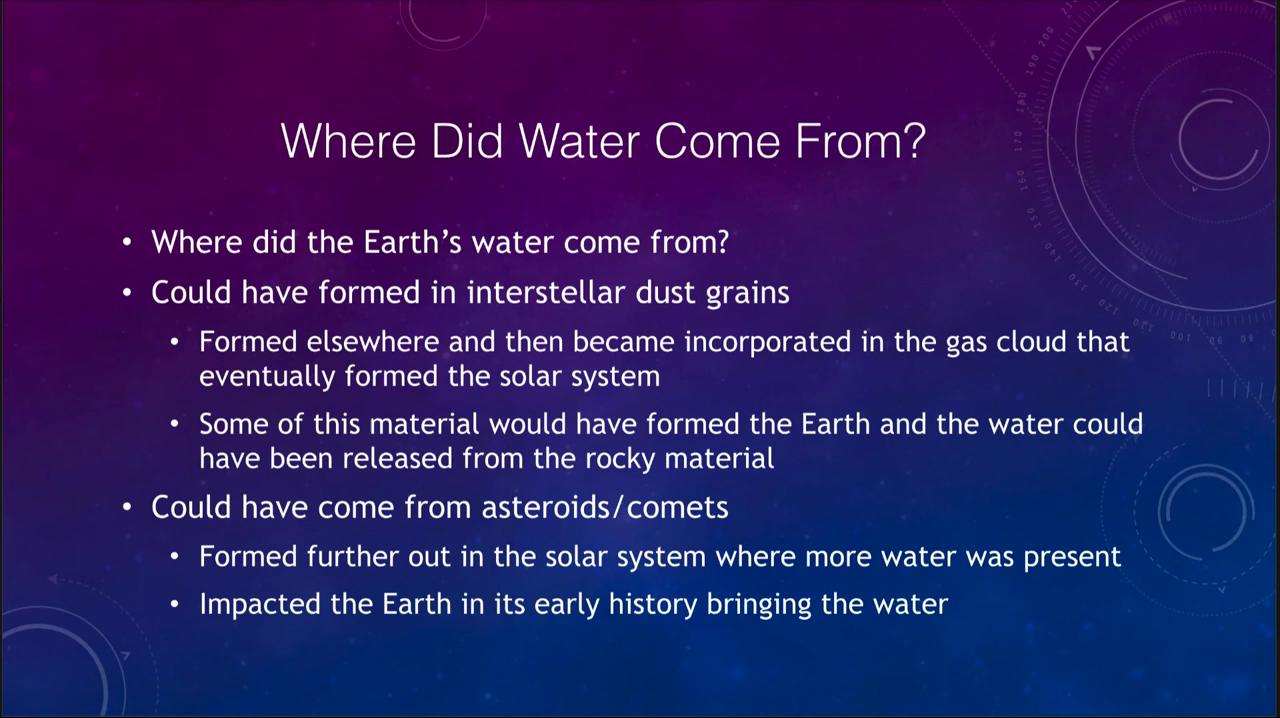 Where Did Water Come From?
• Where did the Earth's water come from?
• Could have formed in interstellar dust grains
• Formed elsewhere and then became incorporated in the gas cloud that
eventually formed the solar system
• Some of this material would have formed the Earth and the water could
have been released from the rocky material
• Could have come from asteroids/comets
• Formed further out in the solar system where more water was present
• Impacted the Earth in its early history bringing the water